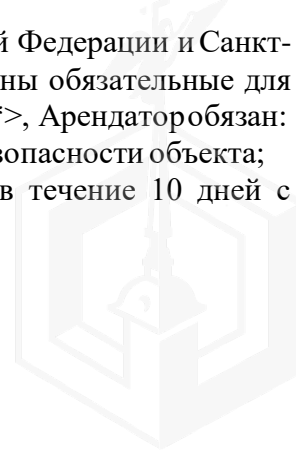 й Федерации и Санкт-
ны обязательные для
*>, Арендатор обязан:
зопасности объекта;
в течение 10 дней с